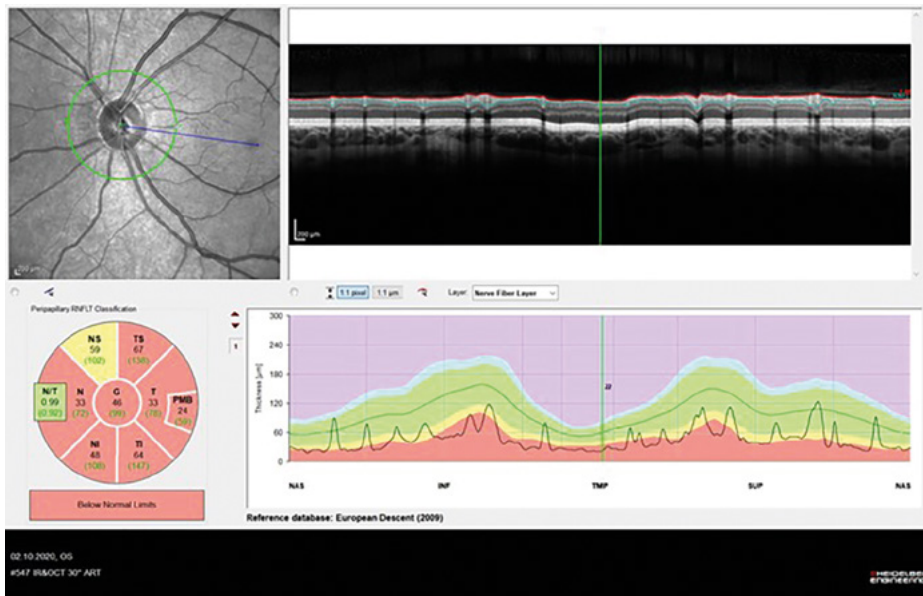 200 µm
200 µm
1:1 pixel
1:1 µm
Layer:
Nerve Fiber Layer
Peripapillary RNFLT Classification
NS
59
(102)
TS
67
(138)
N/T
0.99
(0.92)
N
33
(72)
G
46
(99)
T
33
(78)
PMB
24
(59)
NI
48
(108)
TI
64
(147)
Below Normal Limits
1
Thickness [µm]
300
240
180
120
60
0
NAS
INF
TMP
SUP
NAS
Reference database: European Descent (2009)
02.10.2020, OS
#547 IR&OCT 30° ART
HEIDELBERG
ENGINEERING